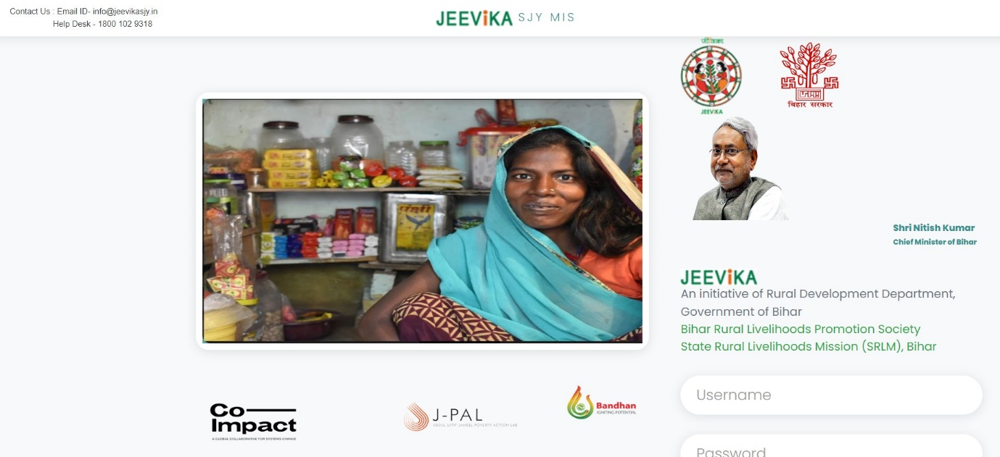 Contact Us : Email ID- info@jeevikasjy.in
Help Desk - 1800 102 9318
JEEViKA SJY MIS
JEEVIKA
बिहार सरकार
Shri Nitish Kumar
Chief Minister of Bihar
JEEViKA
An initiative of Rural Development Department,
Government of Bihar
Bihar Rural Livelihoods Promotion Society
State Rural Livelihoods Mission (SRLM), Bihar
Username
Password
पंछी
Co
Impact
A GLOBAL COLLABORATIVE FOR SYSTEMS CHANGE
J-PAL
ABDUL LATIF JAMEEL POVERTY ACTION LAB
Bandhan
IGNITING POTENTIAL